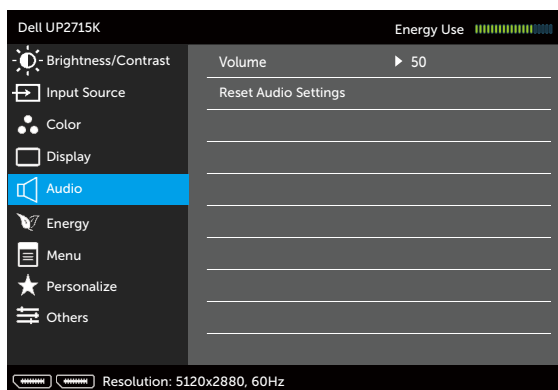 Dell UP2715K
Energy Use
Brightness/Contrast
Volume
50
Input Source
Reset Audio Settings
Color
Display
Audio
Energy
Menu
Personalize
Others
Resolution: 5120x2880, 60Hz